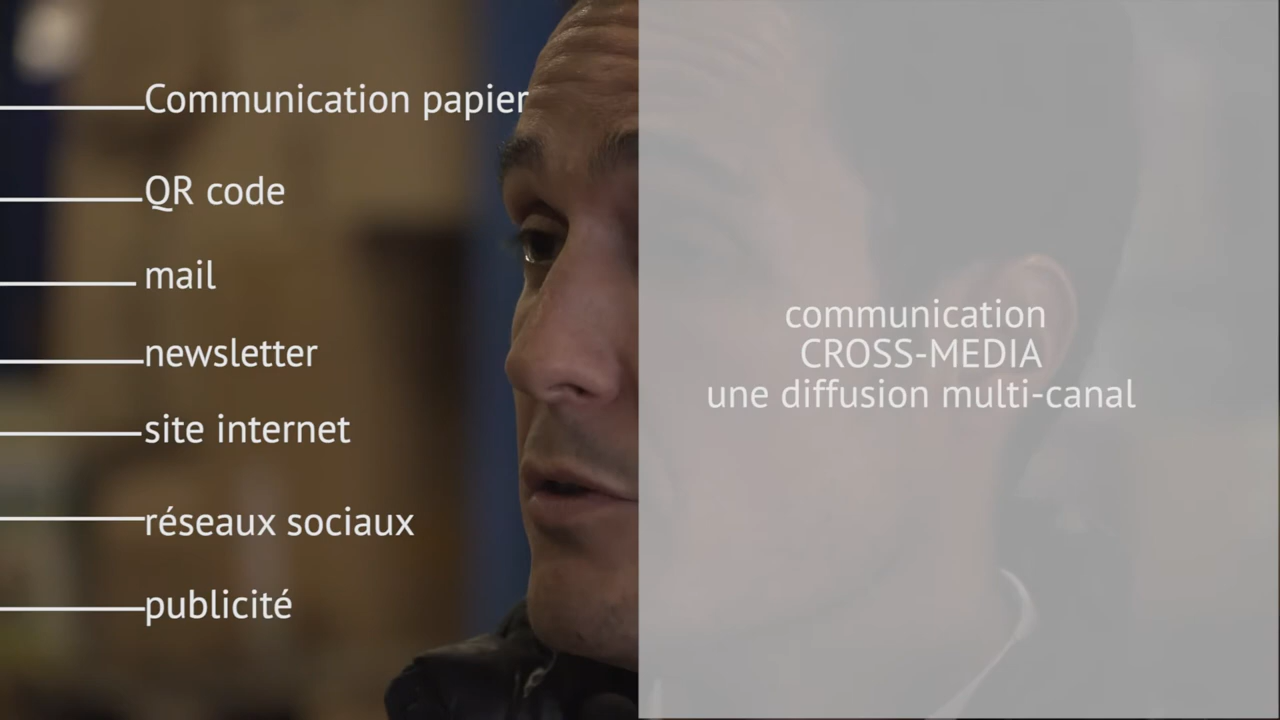 Communication papier
QR code
mail
newsletter
site internet
réseaux sociaux
publicité
communication
CROSS-MEDIA
une diffusion multi-canal